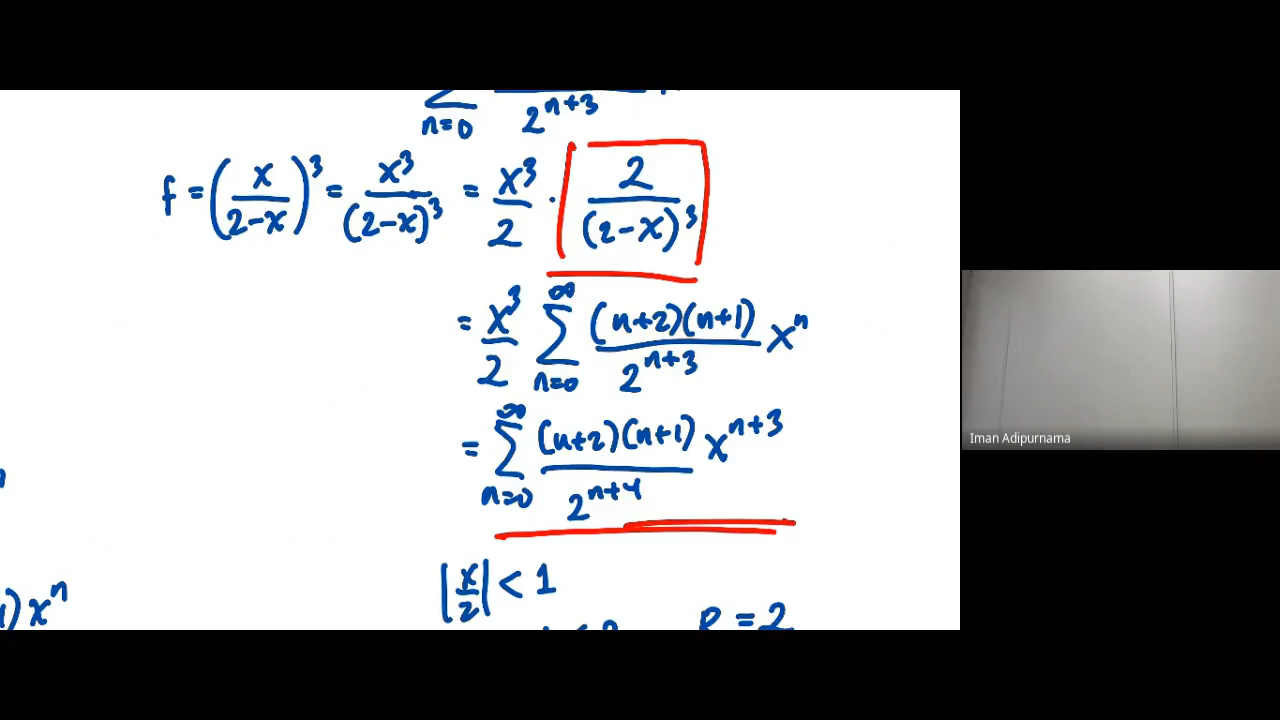 ∑ n=0 2^{n+3}
f = (x/(2-x))^3 = x^3/(2-x)^3 = x^3/2 · 2/(2-x)^3
= x^3/2 ∑_{n=0}^{∞} (n+2)(n+1)/2^{n+3} x^n
= ∑_{n=0}^{∞} (n+2)(n+1)/2^{n+4} x^{n+3}
Iman Adipurnama
|x/2| < 1
) x^n
R = 2